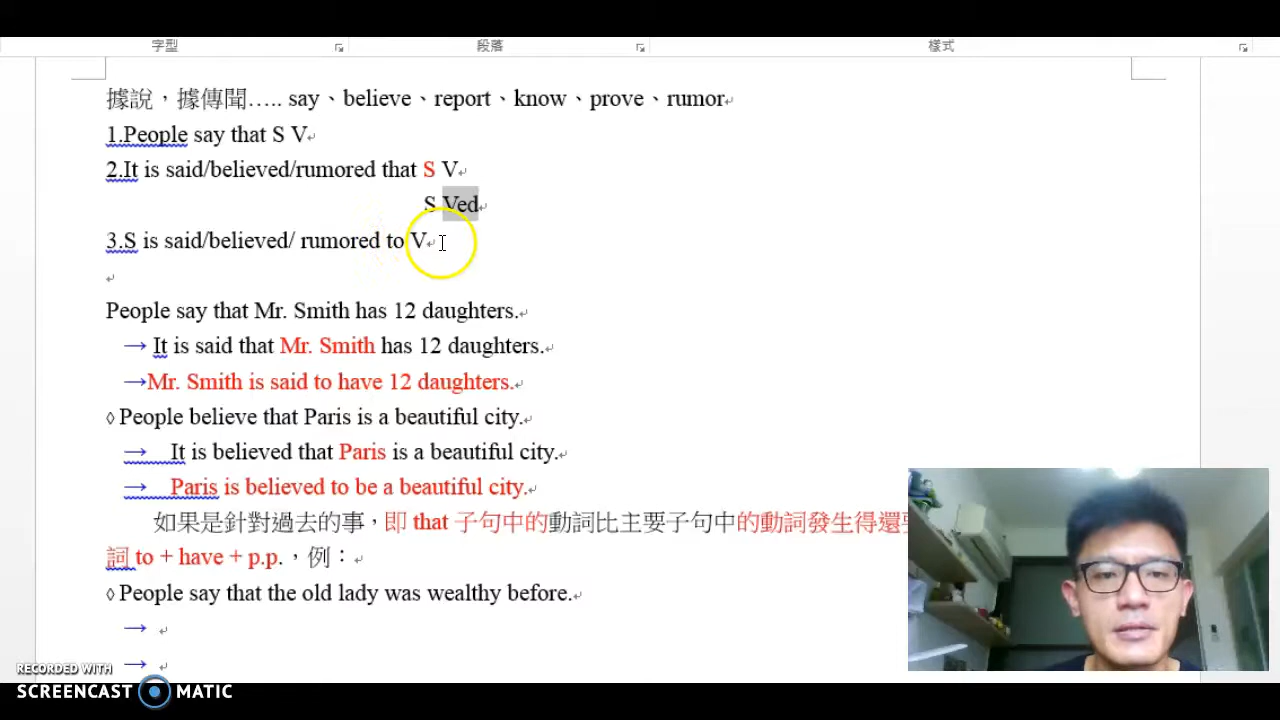 字型 段落 樣式
據說，據傳聞….. say、believe、report、know、prove、rumor
1.People say that S V
2.It is said/believed/rumored that S V
S Ved
3.S is said/believed/ rumored to V
People say that Mr. Smith has 12 daughters.
→ It is said that Mr. Smith has 12 daughters.
→Mr. Smith is said to have 12 daughters.
◊ People believe that Paris is a beautiful city.
→ It is believed that Paris is a beautiful city.
→ Paris is believed to be a beautiful city.
如果是針對過去的事，即 that 子句中的動詞比主要子句中的動詞發生得還
詞 to + have + p.p.，例：
◊ People say that the old lady was wealthy before.
→
→
RECORDED WITH
SCREENCAST MATIC